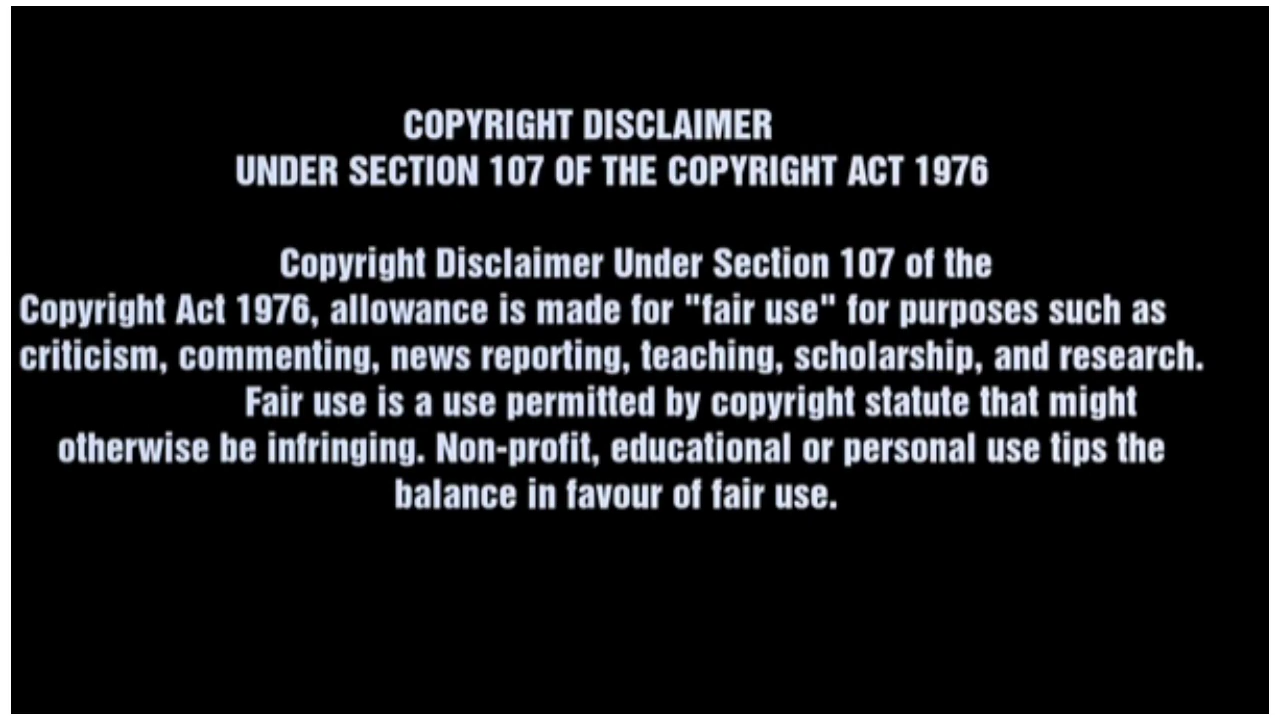 COPYRIGHT DISCLAIMER
UNDER SECTION 107 OF THE COPYRIGHT ACT 1976
Copyright Disclaimer Under Section 107 of the
Copyright Act 1976, allowance is made for "fair use" for purposes such as
criticism, commenting, news reporting, teaching, scholarship, and research.
Fair use is a use permitted by copyright statute that might
otherwise be infringing. Non-profit, educational or personal use tips the
balance in favour of fair use.